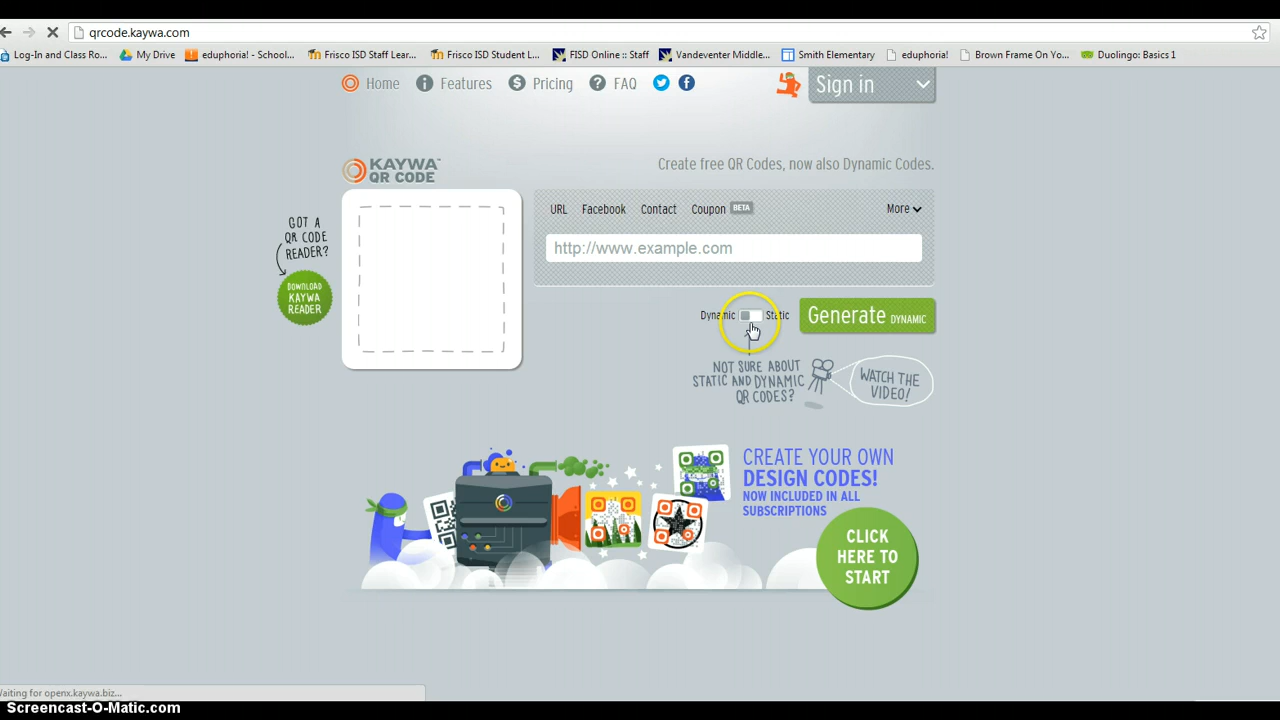 qrcode.kaywa.com
Log-In and Class Ro... My Drive eduphoria! - School... Frisco ISD Staff Lear... Frisco ISD Student L... FISD Online :: Staff Vandeventer Middle... Smith Elementary eduphoria! Brown Frame On Yo... Duolingo: Basics 1
Home Features Pricing FAQ Sign in
KAYWA
QR CODE
Create free QR Codes, now also Dynamic Codes.
URL Facebook Contact Coupon BETA More
http://www.example.com
GOT A
QR CODE
READER?
DOWNLOAD
KAYWA
READER
Dynamic Static Generate DYNAMIC
NOT SURE ABOUT
STATIC AND DYNAMIC
QR CODES?
WATCH THE
VIDEO!
CREATE YOUR OWN
DESIGN CODES!
NOW INCLUDED IN ALL
SUBSCRIPTIONS
CLICK
HERE TO
START
Waiting for openx.kaywa.biz...
Screencast-O-Matic.com